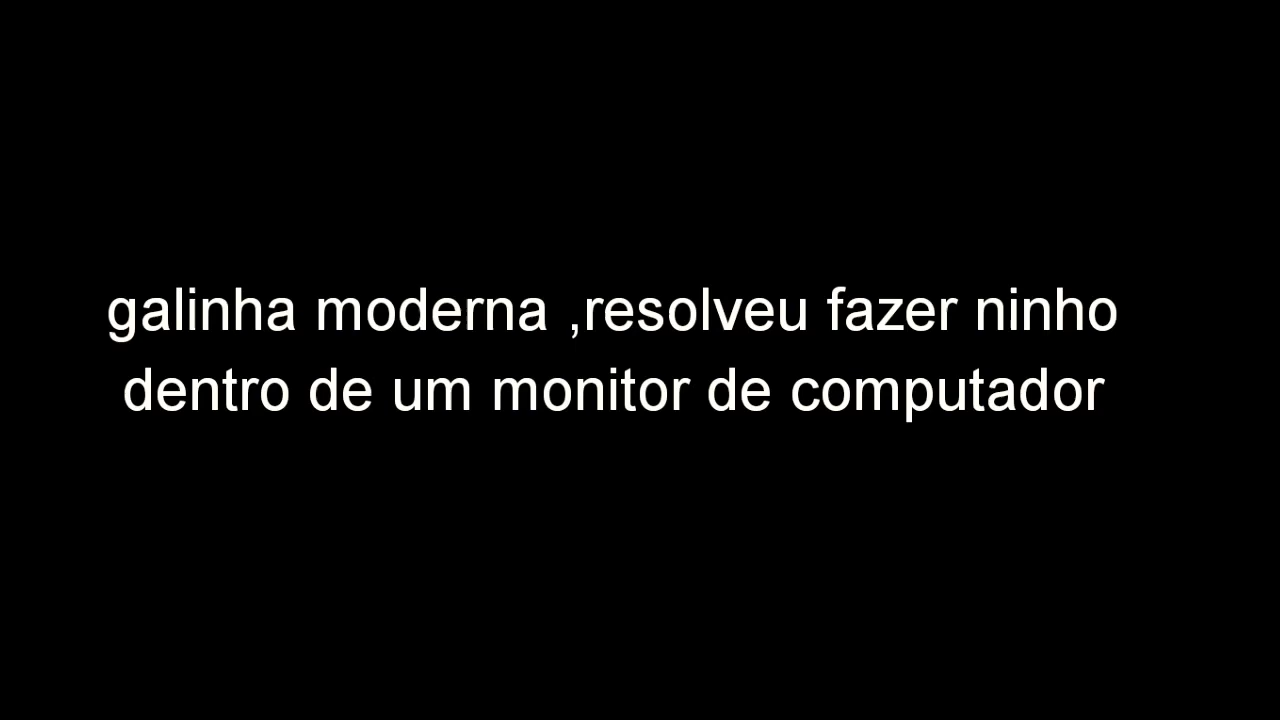 galinha moderna ,resolveu fazer ninho
dentro de um monitor de computador